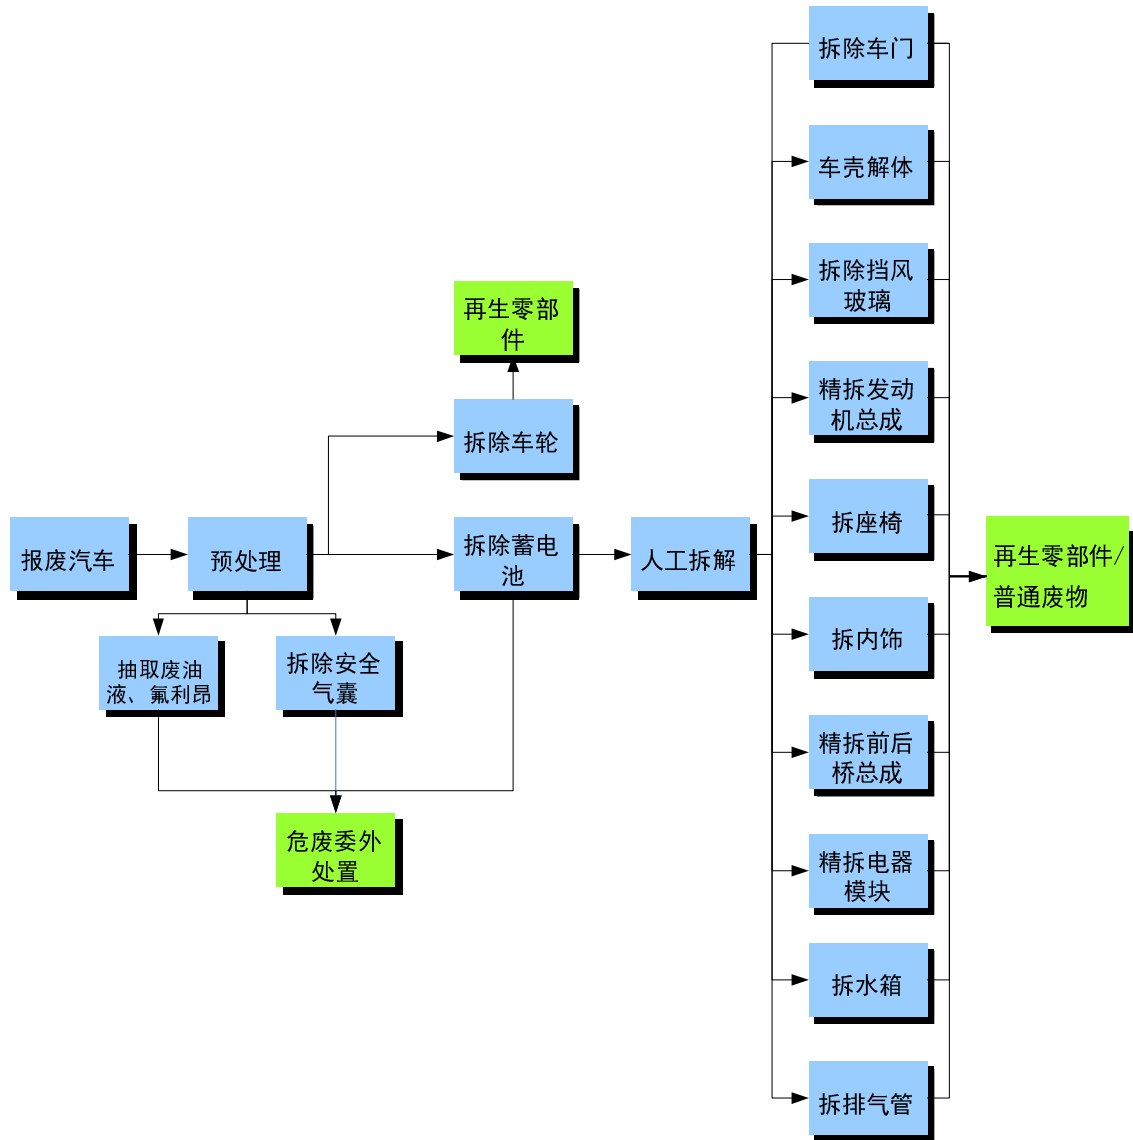 报废汽车
预处理
抽取废油
液、氟利昂
拆除安全
气囊
危废委外
处置
再生零部
件
拆除车轮
拆除蓄电
池
人工拆解
拆除车门
车壳解体
拆除挡风
玻璃
精拆发动
机总成
拆座椅
拆内饰
精拆前后
桥总成
精拆电器
模块
拆水箱
拆排气管
再生零部件/
普通废物